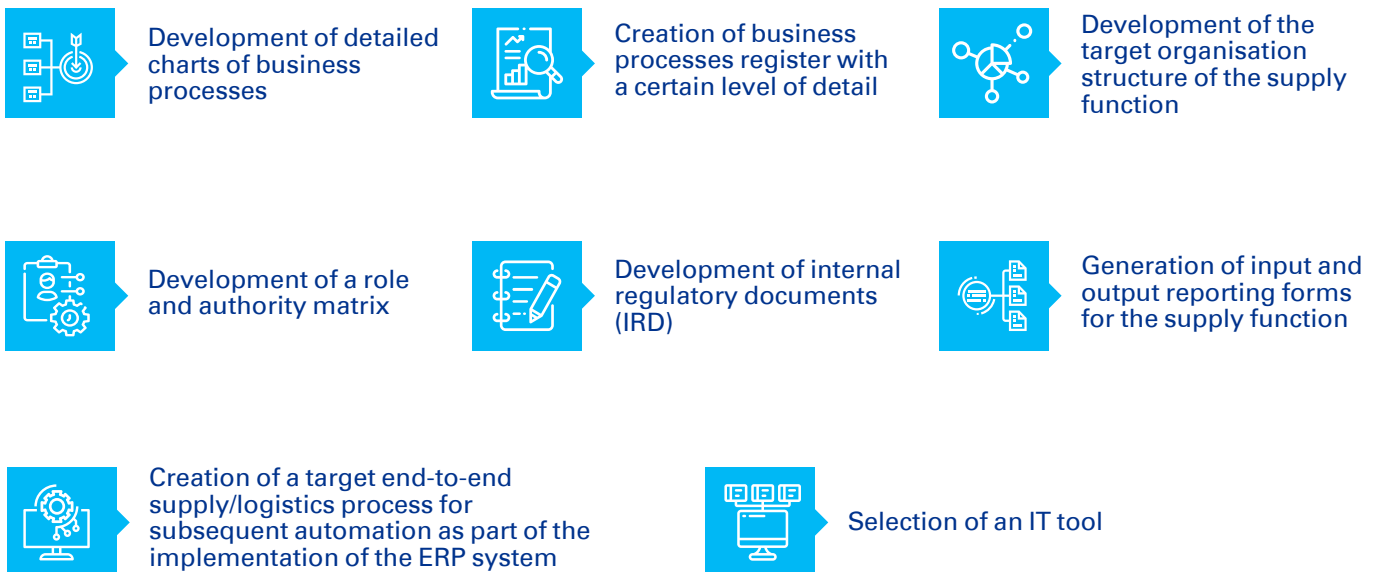 Development of detailed
charts of business
processes
Creation of business
processes register with
a certain level of detail
Development of the
target organisation
structure of the supply
function
Development of a role
and authority matrix
Development of internal
regulatory documents
(IRD)
Generation of input and
output reporting forms
for the supply function
Creation of a target end-to-end
supply/logistics process for
subsequent automation as part of the
implementation of the ERP system
Selection of an IT tool